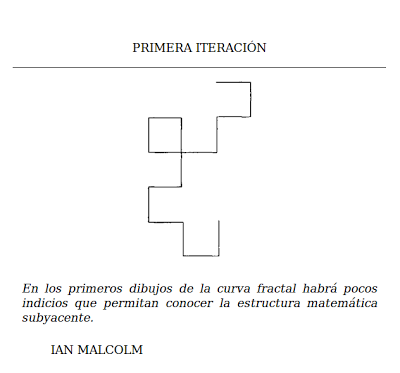 PRIMERA ITERACIÓN
En los primeros dibujos de la curva fractal habrá pocos
indicios que permitan conocer la estructura matemática
subyacente.
IAN MALCOLM